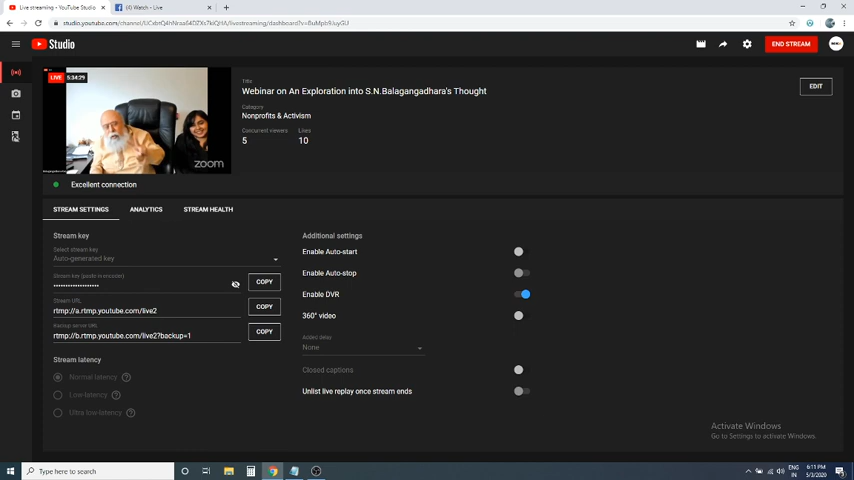 Live streaming - YouTube Studio
(4) Watch - Live
Studio
END STREAM
LIVE 5:34:29
zoom
Title
Webinar on An Exploration into S.N.Balagangadhara's Thought
EDIT
Category
Nonprofits & Activism
Concurrent viewers
Likes
5
10
Excellent connection
STREAM SETTINGS
ANALYTICS
STREAM HEALTH
Stream key
Select stream key
Auto-generated key
Stream key (paste in encoder)
COPY
Stream URL
rtmp://a.rtmp.youtube.com/live2
COPY
Backup server URL
rtmp://b.rtmp.youtube.com/live2?backup=1
COPY
Stream latency
Normal-latency
Low-latency
Ultra low-latency
Additional settings
Enable Auto-start
Enable Auto-stop
Enable DVR
360° video
Added delay
None
Closed captions
Unlist live replay once stream ends
Activate Windows
Go to Settings to activate Windows.
Type here to search
ENG
IN
6:11 PM
5/3/2020